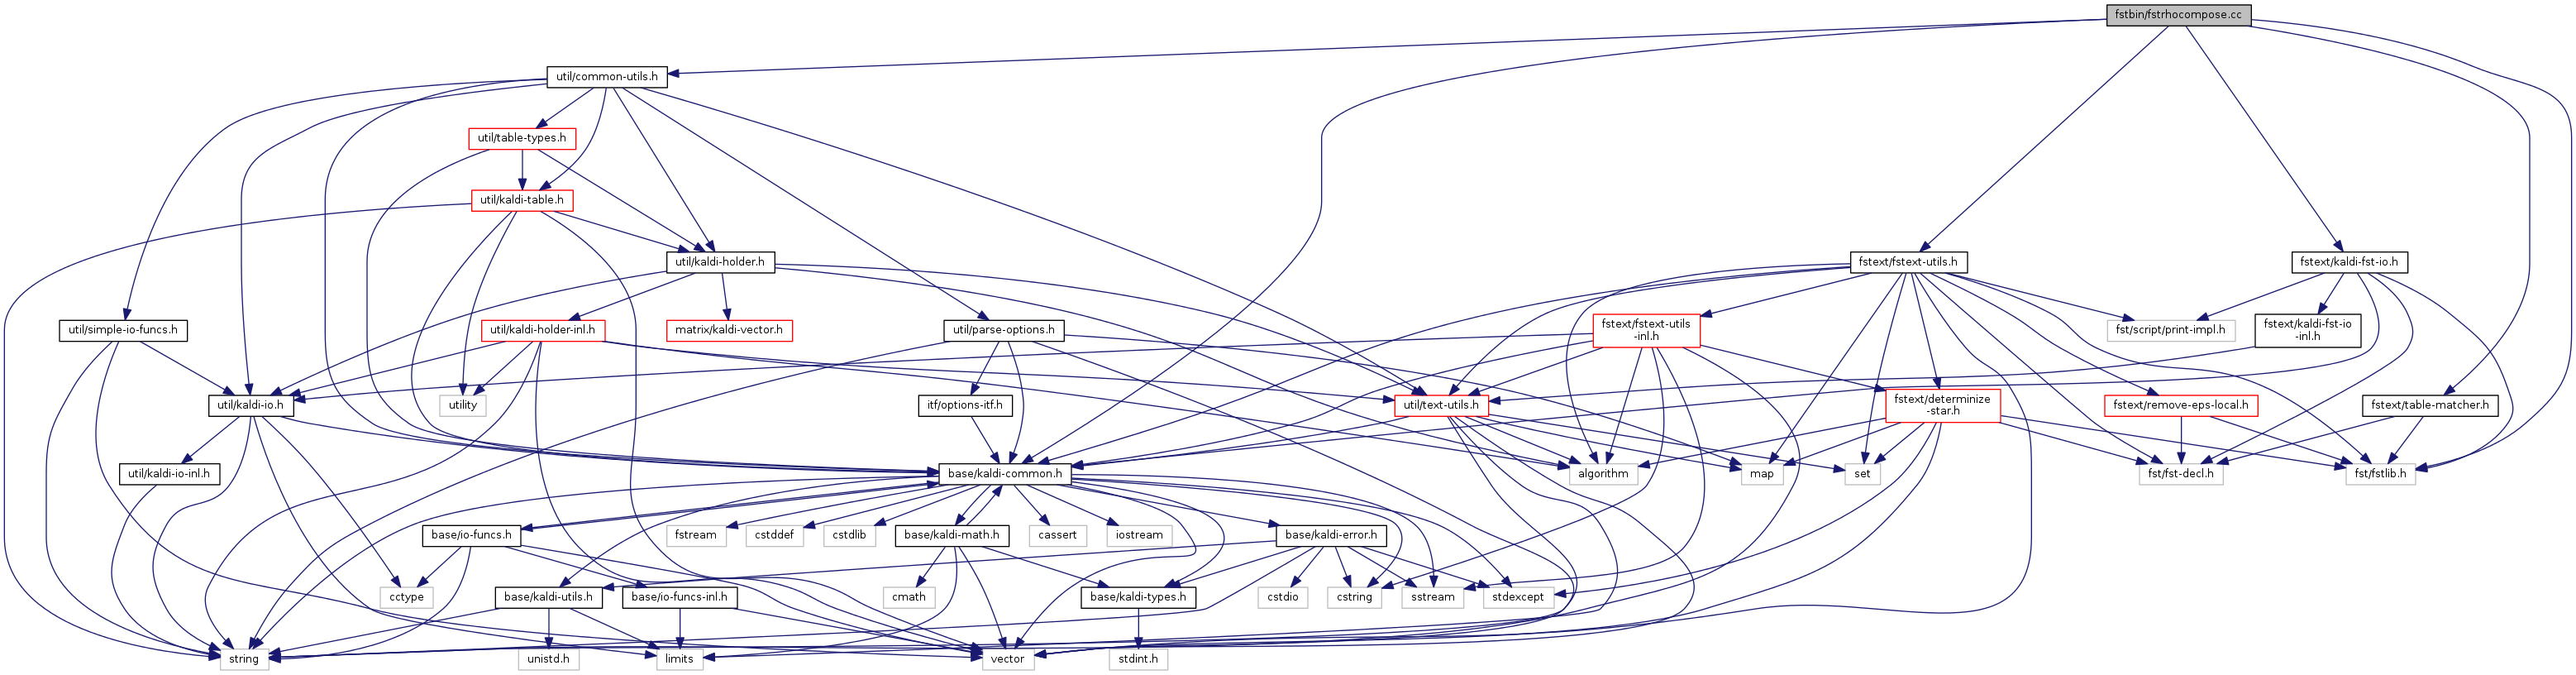 fstbin/fstrhocompose.cc
util/common-utils.h
util/table-types.h
util/kaldi-table.h
util/kaldi-holder.h
fstext/fstext-utils.h
fstext/kaldi-fst-io.h
util/simple-io-funcs.h
util/kaldi-holder-inl.h
matrix/kaldi-vector.h
util/parse-options.h
fstext/fstext-utils
-inl.h
fst/script/print-impl.h
fstext/kaldi-fst-io
-inl.h
util/kaldi-io.h
utility
itf/options-itf.h
util/text-utils.h
fstext/determinize
-star.h
fstext/remove-eps-local.h
fstext/table-matcher.h
util/kaldi-io-inl.h
base/kaldi-common.h
algorithm
map
set
fst/fst-decl.h
fst/fstlib.h
base/io-funcs.h
fstream
cstddef
cstdlib
base/kaldi-math.h
cassert
iostream
base/kaldi-error.h
cctype
base/kaldi-utils.h
base/io-funcs-inl.h
cmath
base/kaldi-types.h
cstdio
cstring
sstream
stdexcept
string
unistd.h
limits
vector
stdint.h